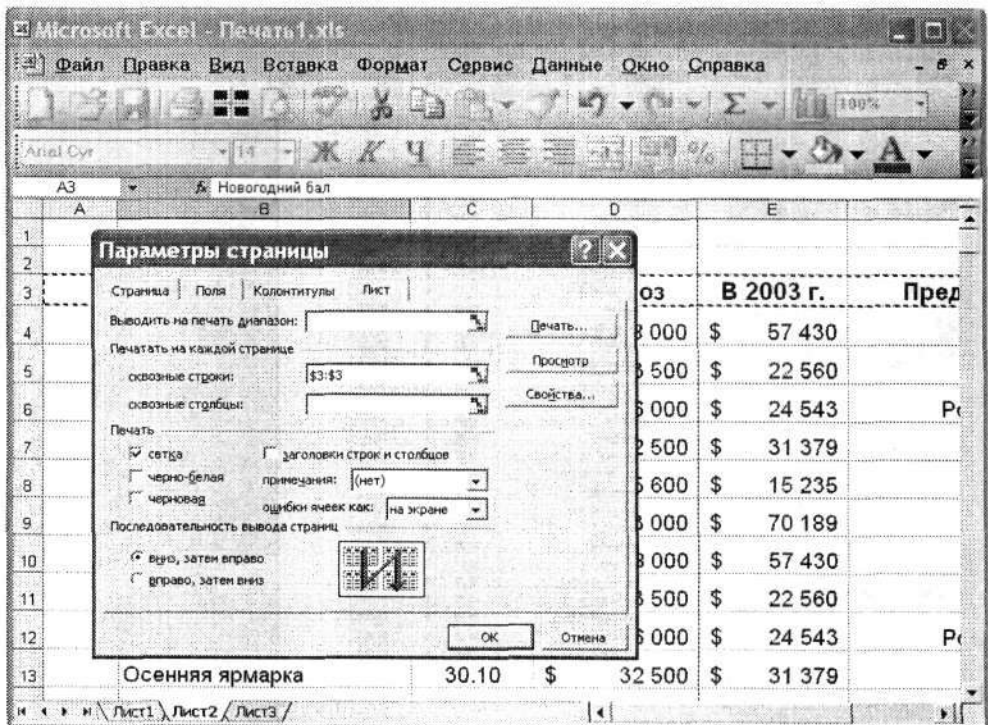 Microsoft Excel - Печать1.xls
Файл Правка Вид Вставка Формат Сервис Данные Окно Справка
100%
Arial Cyr 14 Ж К Ч % A
A3 fx Новогодний бал
A B C D E
1
2
3 оз В 2003 г. Пред
4 8 000 $ 57 430
5 500 $ 22 560
6 000 $ 24 543 Р
7 2 500 $ 31 379
8 5 600 $ 15 235
9 000 $ 70 189
10 8 000 $ 57 430
11 500 $ 22 560
12 000 $ 24 543 Р
13 Осенняя ярмарка 30.10 $ 32 500 $ 31 379
Лист1 Лист2 Лист3
Параметры страницы
Страница Поля Колонтитулы Лист
Выводить на печать диапазон:
Печать...
Печатать на каждой странице
Просмотр
сквозные строки: $3:$3
Свойства...
сквозные столбцы:
Печать
сетка заголовки строк и столбцов
черно-белая примечания: (нет)
черновая ошибки ячеек как: на экране
Последовательность вывода страниц
вниз, затем вправо
вправо, затем вниз
ОК Отмена